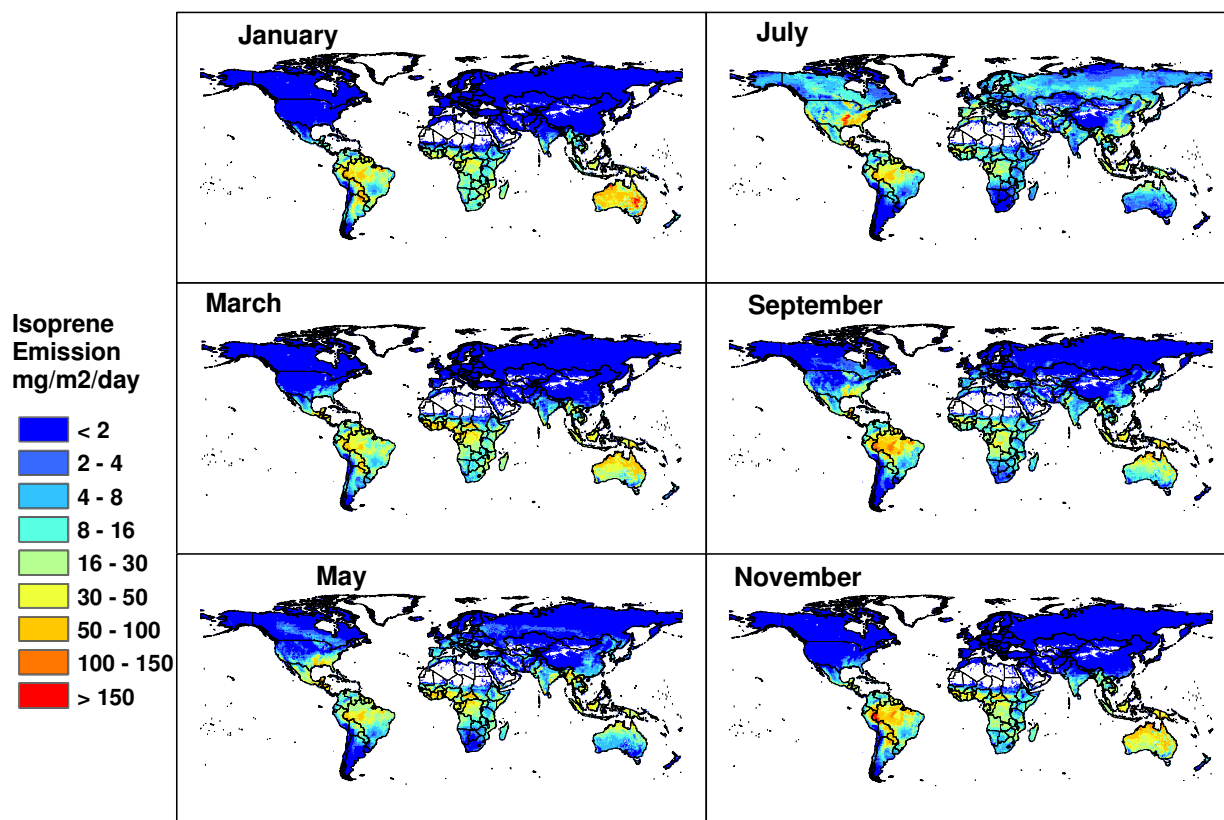 January
July
March
September
May
November
Isoprene
Emission
mg/m2/day
< 2
2 - 4
4 - 8
8 - 16
16 - 30
30 - 50
50 - 100
100 - 150
> 150